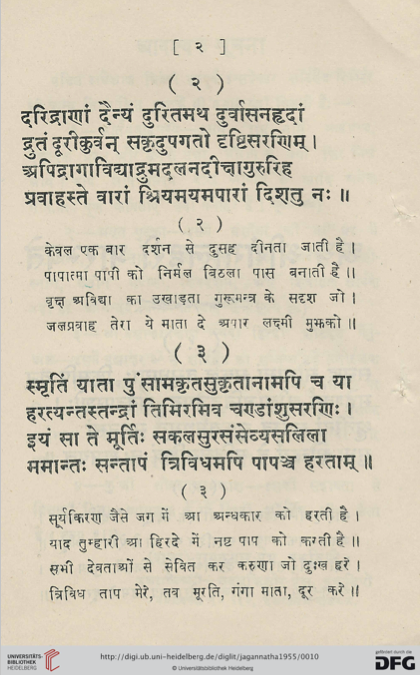 [ २ ]
( २ )
दरिद्राणां दैन्यं दुरितमथ दुर्वासनहृदां
द्रुतं दूरीकुर्वन् सकृदुपगतो दृष्टिसरणिम् ।
अपिद्रागाविद्याद्रुमदलनदीक्षागुरुरिह
प्रवाहस्ते वारां श्रियमयमपारां दिशतु नः ॥
( २ )
केवल एक बार दर्शन से दुसह दीनता जाती है ।
पापात्मा पापी को निर्मल बिठला पास बनाती है ॥
वृक्ष अविद्या का उखाड़ता गुरूमन्त्र के सदृश जो ।
जलप्रवाह तेरा ये माता दे अपार लक्ष्मी मुझको ॥
( ३ )
स्मृतिं याता पुंसामकृतसुकृतानामपि च या
हरत्यन्तस्तन्द्रां तिमिरमिव चण्डांशुसरणिः ।
इयं सा ते मूर्तिः सकलसुरसंसेव्यसलिला
ममान्तः सन्तापं त्रिविधमपि पापञ्च हरताम् ॥
( ३ )
सूर्यकिरण जैसे जग में आ अन्धकार को हरती है ।
याद तुम्हारी आ हिरदे में नष्ट पाप को करती है ॥
सभी देवताओं से सेवित कर करुणा जो दुःख हरे ।
त्रिविध ताप मेरे, तव मूरति, गंगा माता, दूर करे ॥
UNIVERSITÄTS-
BIBLIOTHEK
HEIDELBERG
http://digi.ub.uni-heidelberg.de/diglit/jagannatha1955/0010
© Universitätsbibliothek Heidelberg
gefördert durch die
DFG